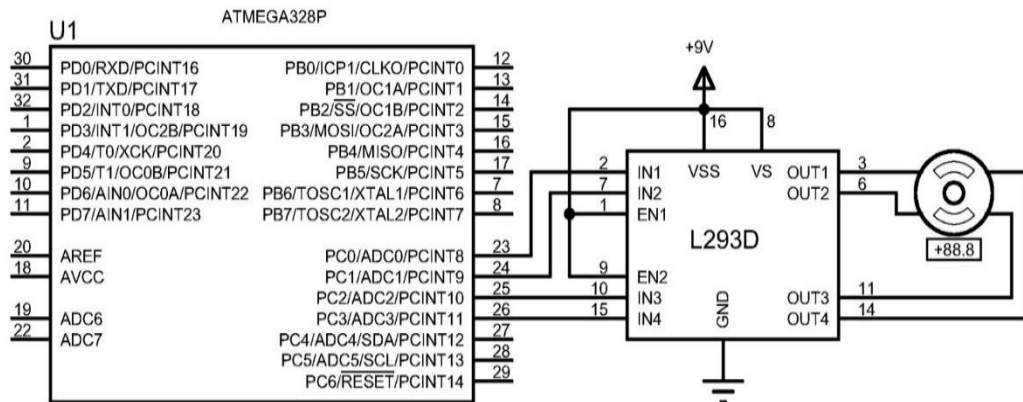 ATMEGA328P
U1
30 PD0/RXD/PCINT16 PB0/ICP1/CLKO/PCINT0 12
31 PD1/TXD/PCINT17 PB1/OC1A/PCINT1 13
32 PD2/INT0/PCINT18 PB2/SS/OC1B/PCINT2 14
1 PD3/INT1/OC2B/PCINT19 PB3/MOSI/OC2A/PCINT3 15
2 PD4/T0/XCK/PCINT20 PB4/MISO/PCINT4 16
9 PD5/T1/OC0B/PCINT21 PB5/SCK/PCINT5 17
10 PD6/AIN0/OC0A/PCINT22 PB6/TOSC1/XTAL1/PCINT6 7
11 PD7/AIN1/PCINT23 PB7/TOSC2/XTAL2/PCINT7 8
20 AREF PC0/ADC0/PCINT8 23
18 AVCC PC1/ADC1/PCINT9 24
PC2/ADC2/PCINT10 25
19 ADC6 PC3/ADC3/PCINT11 26
22 ADC7 PC4/ADC4/SDA/PCINT12 27
PC5/ADC5/SCL/PCINT13 28
PC6/RESET/PCINT14 29
+9V
16 8
2 IN1 VSS VS OUT1 3
7 IN2 OUT2 6
1 EN1
L293D
9 EN2
10 IN3 OUT3 11
15 IN4 GND OUT4 14
+88.8